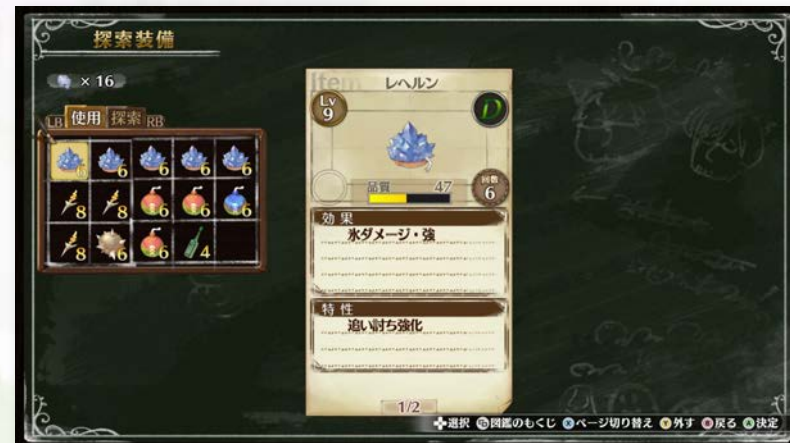 探索装備
× 16
LB 使用 探索 RB
6 6 6 6 6
8 8 6 6 6
8 6 6 4
Item
レヘルン
Lv
9
D
品質 47
回数
6
効果
氷ダメージ・強
特性
追い討ち強化
1/2
選択 図鑑のもくじ Xページ切り替え Y外す B戻る A決定